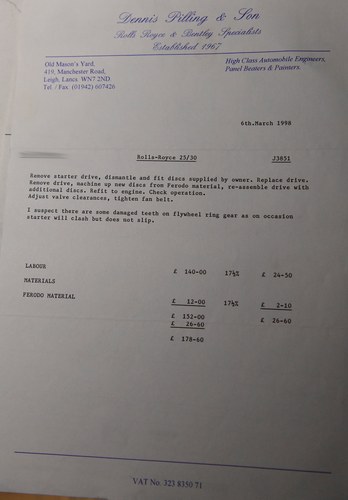 Dennis Pilling & Son
Rolls Royce & Bentley Specialists
Established 1967
Old Mason's Yard,
419, Manchester Road,
Leigh, Lancs. WN7 2ND
Tel. / Fax. (01942) 607426
High Class Automobile Engineers,
Panel Beaters & Painters.
6th.March 1998
Rolls-Royce 25/30 J3851
Remove starter drive, dismantle and fit discs supplied by owner. Replace drive.
Remove drive, machine up new discs from Ferodo material, re-assemble drive with
additional discs. Refit to engine. Check operation.
Adjust valve clearances, tighten fan belt.
I suspect there are some damaged teeth on flywheel ring gear as on occasion
starter will clash but does not slip.
LABOUR £ 140-00 17½% £ 24-50
MATERIALS
FERODO MATERIAL £ 12-00 17½% £ 2-10
£ 152-00 £ 26-60
£ 26-60
£ 178-60
VAT No. 323 8350 71